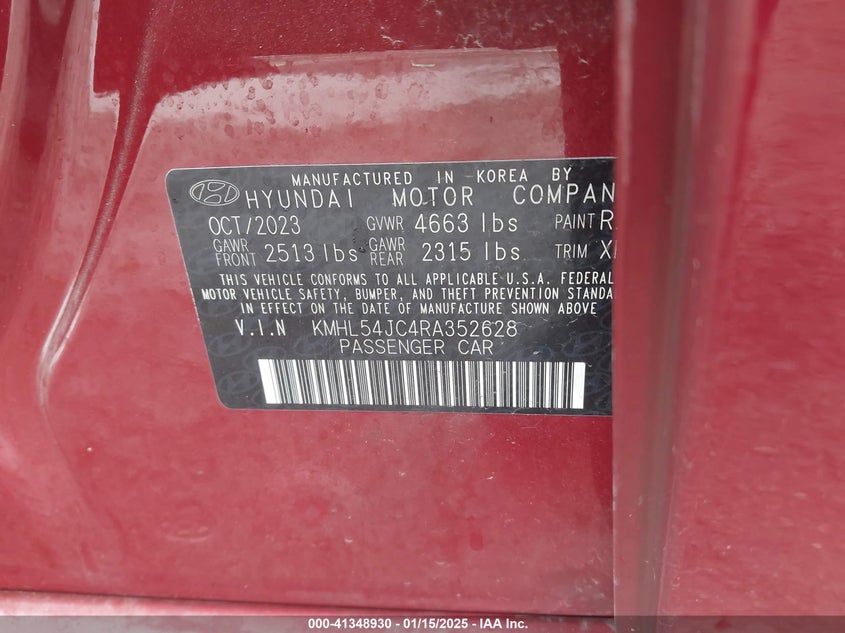 MANUFACTURED IN KOREA BY
HYUNDAI MOTOR COMPAN
OCT/2023 GVWR 4663 lbs PAINT R
GAWR FRONT 2513 lbs GAWR REAR 2315 lbs TRIM X
THIS VEHICLE CONFORMS TO ALL APPLICABLE U.S.A. FEDERAL
MOTOR VEHICLE SAFETY, BUMPER, AND THEFT PREVENTION STANDA
IN EFFECT ON THE DATE OF MANUFACTURE SHOWN ABOVE
V.I.N KMHL54JC4RA352628
PASSENGER CAR
000-41348930 - 01/15/2025 - IAA Inc.